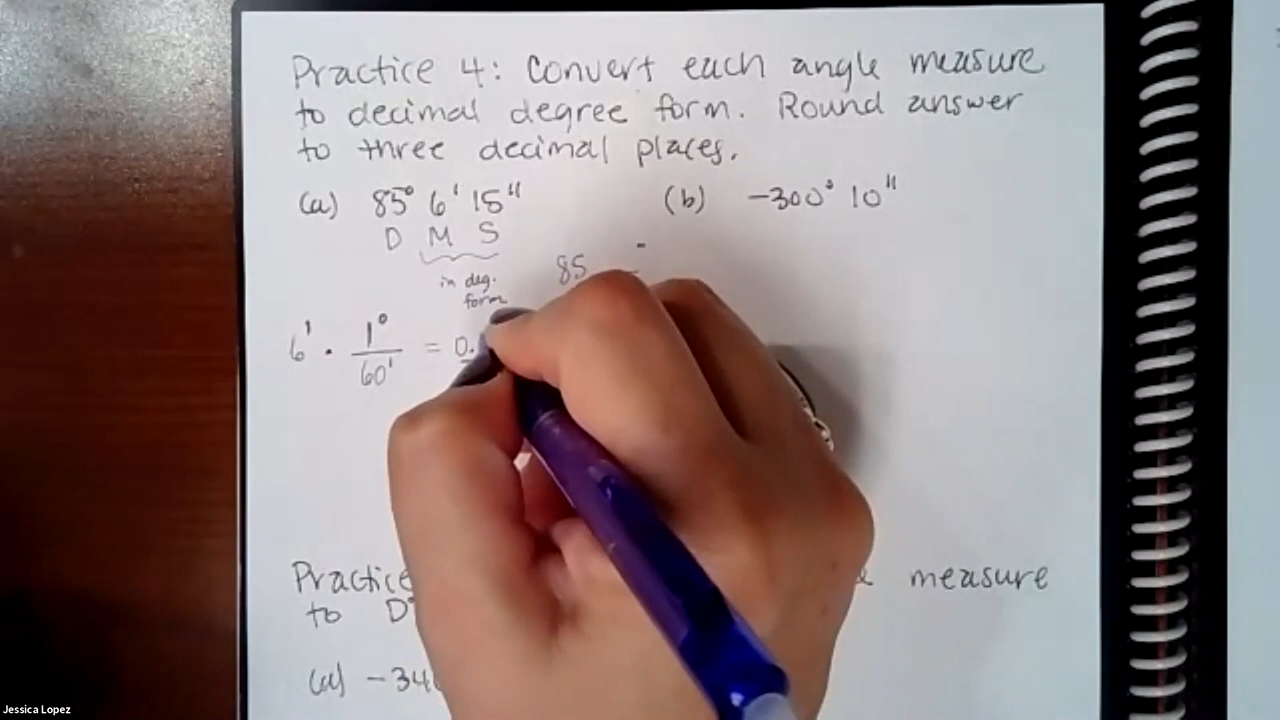 Practice 4: Convert each angle measure
to decimal degree form. Round answer
to three decimal places.
(a) 85° 6' 15" (b) -300° 10"
D M S
in deg. 85
form
6' · 1°/60' = 0.
Practice measure
to D
(a) -34
Jessica Lopez